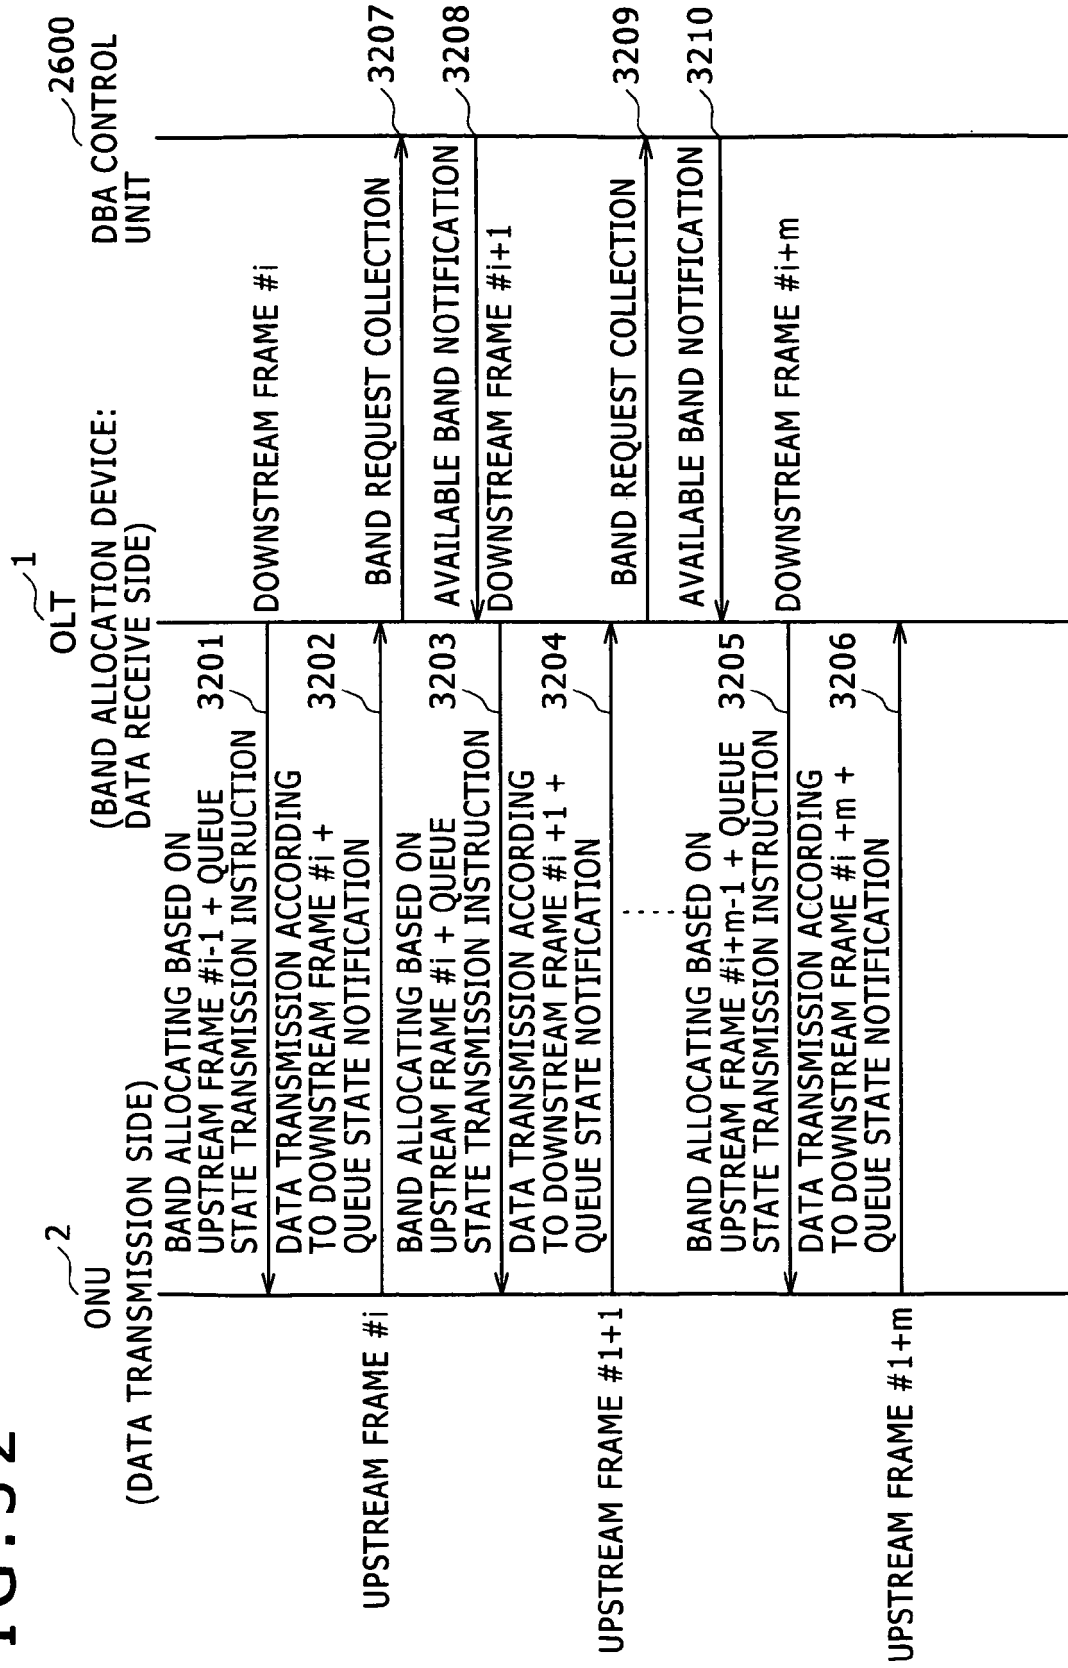 FIG.32
ONU
2
(DATA TRANSMISSION SIDE)
OLT
1
(BAND ALLOCATION DEVICE:
DATA RECEIVE SIDE)
2600
DBA CONTROL
UNIT
BAND ALLOCATING BASED ON
UPSTREAM FRAME #i-1 + QUEUE
STATE TRANSMISSION INSTRUCTION
3201
DOWNSTREAM FRAME #i
DATA TRANSMISSION ACCORDING
TO DOWNSTREAM FRAME #i +
QUEUE STATE NOTIFICATION
3202
UPSTREAM FRAME #i
BAND REQUEST COLLECTION
3207
AVAILABLE BAND NOTIFICATION
3208
BAND ALLOCATING BASED ON
UPSTREAM FRAME #i + QUEUE
STATE TRANSMISSION INSTRUCTION
3203
DOWNSTREAM FRAME #i+1
DATA TRANSMISSION ACCORDING
TO DOWNSTREAM FRAME #i +1 +
QUEUE STATE NOTIFICATION
3204
UPSTREAM FRAME #1+1
BAND REQUEST COLLECTION
3209
AVAILABLE BAND NOTIFICATION
3210
BAND ALLOCATING BASED ON
UPSTREAM FRAME #i+m-1 + QUEUE
STATE TRANSMISSION INSTRUCTION
3205
DOWNSTREAM FRAME #i+m
DATA TRANSMISSION ACCORDING
TO DOWNSTREAM FRAME #i +m +
QUEUE STATE NOTIFICATION
3206
UPSTREAM FRAME #1+m